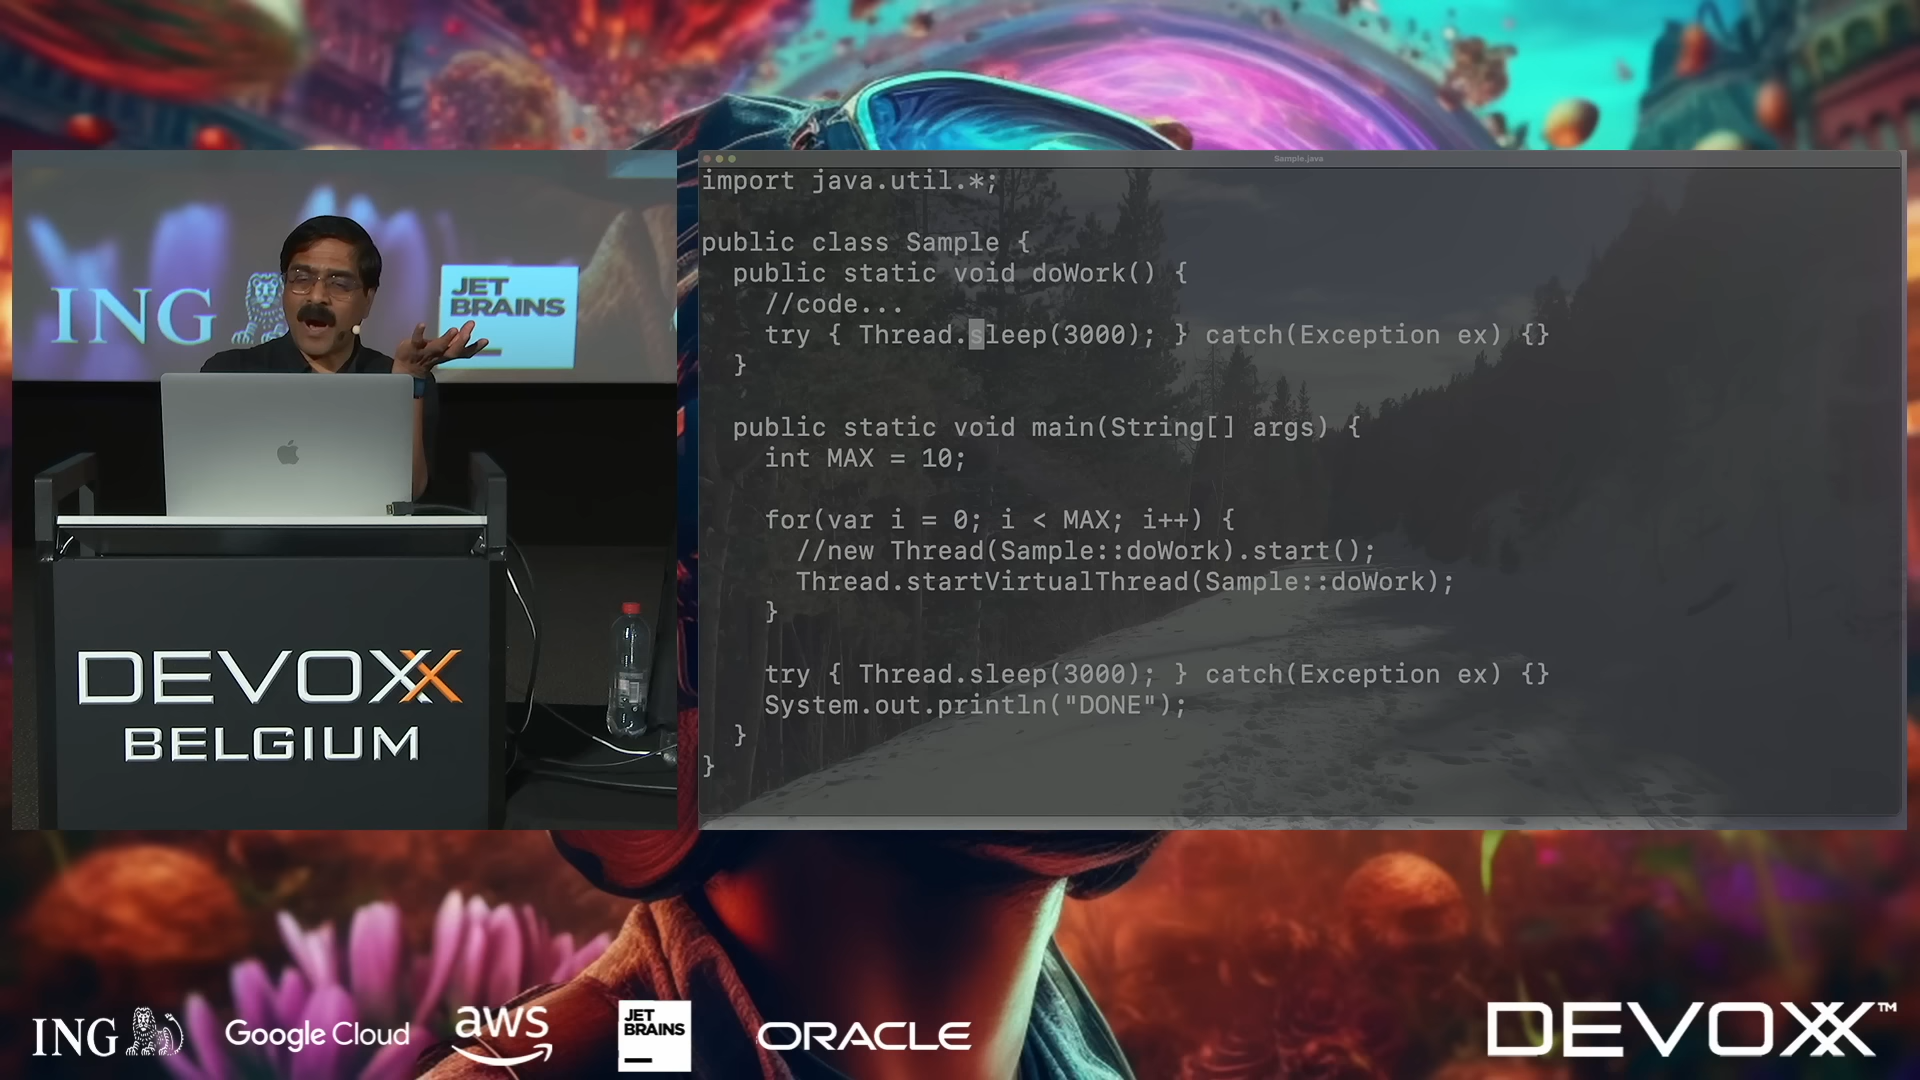 ING
JET
BRAINS
DEVOXX
BELGIUM
Sample.java
import java.util.*;
public class Sample {
  public static void doWork() {
    //code...
    try { Thread.sleep(3000); } catch(Exception ex) {}
  }
  public static void main(String[] args) {
    int MAX = 10;
    for(var i = 0; i < MAX; i++) {
      //new Thread(Sample::doWork).start();
      Thread.startVirtualThread(Sample::doWork);
    }
    try { Thread.sleep(3000); } catch(Exception ex) {}
    System.out.println("DONE");
  }
}
ING
Google Cloud
aws
JET
BRAINS
ORACLE
DEVOXX™